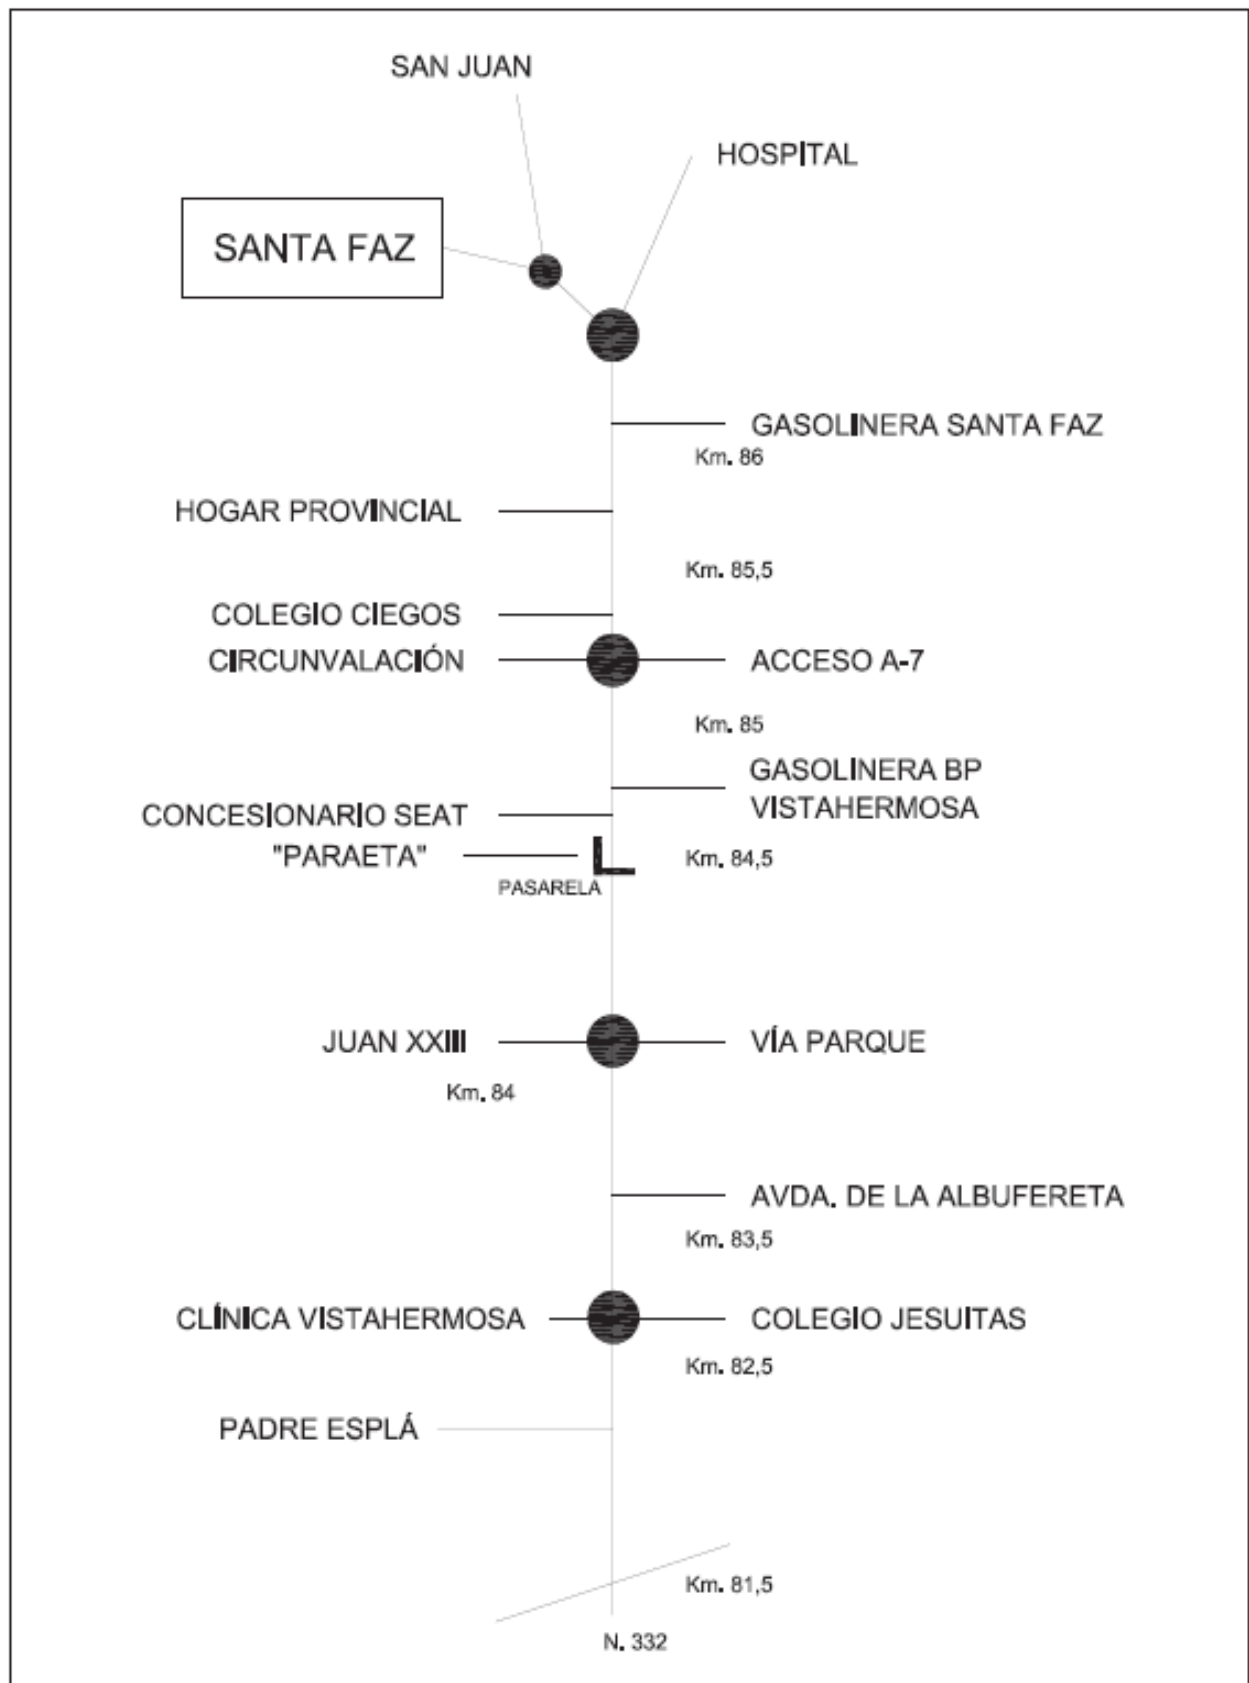 SAN JUAN
HOSPITAL
SANTA FAZ
GASOLINERA SANTA FAZ
Km. 86
HOGAR PROVINCIAL
Km. 85,5
COLEGIO CIEGOS
CIRCUNVALACIÓN
ACCESO A-7
Km. 85
GASOLINERA BP
VISTAHERMOSA
CONCESIONARIO SEAT
"PARAETA"
Km. 84,5
PASARELA
JUAN XXIII
VÍA PARQUE
Km. 84
AVDA. DE LA ALBUFERETA
Km. 83,5
CLÍNICA VISTAHERMOSA
COLEGIO JESUITAS
Km. 82,5
PADRE ESPLÁ
Km. 81,5
N. 332